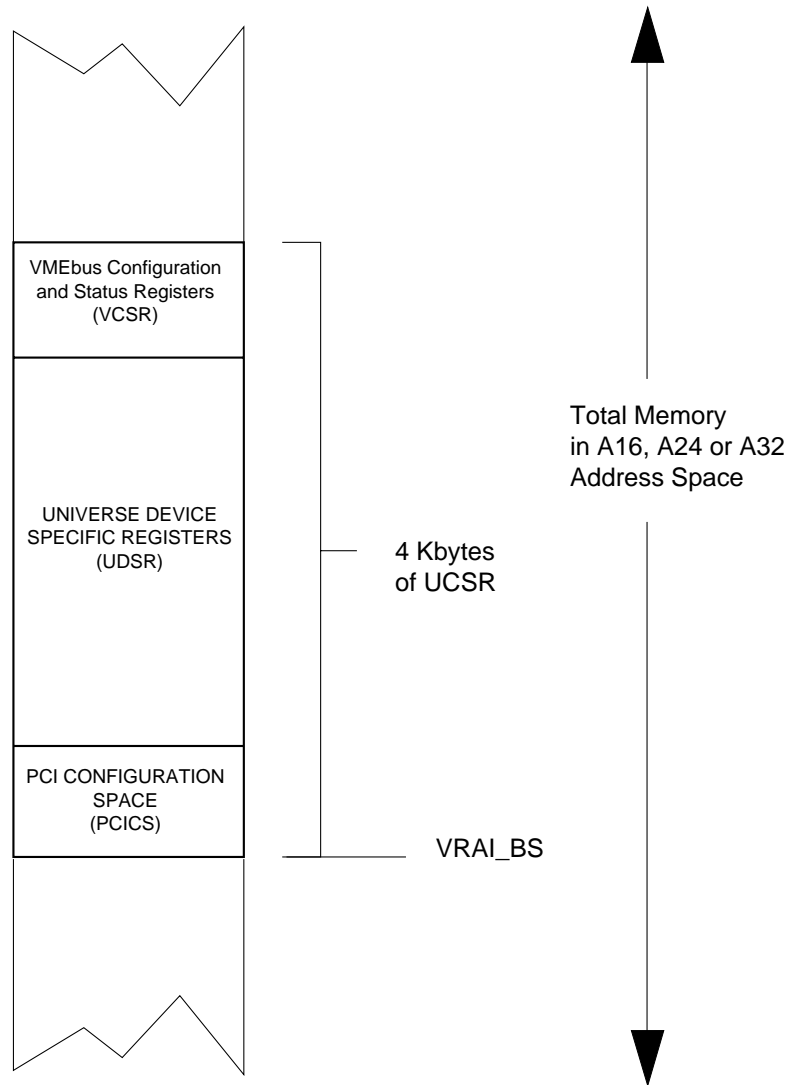 VMEbus Configuration
and Status Registers
(VCSR)
UNIVERSE DEVICE
SPECIFIC REGISTERS
(UDSR)
PCI CONFIGURATION
SPACE
(PCICS)
4 Kbytes
of UCSR
VRAI_BS
Total Memory
in A16, A24 or A32
Address Space